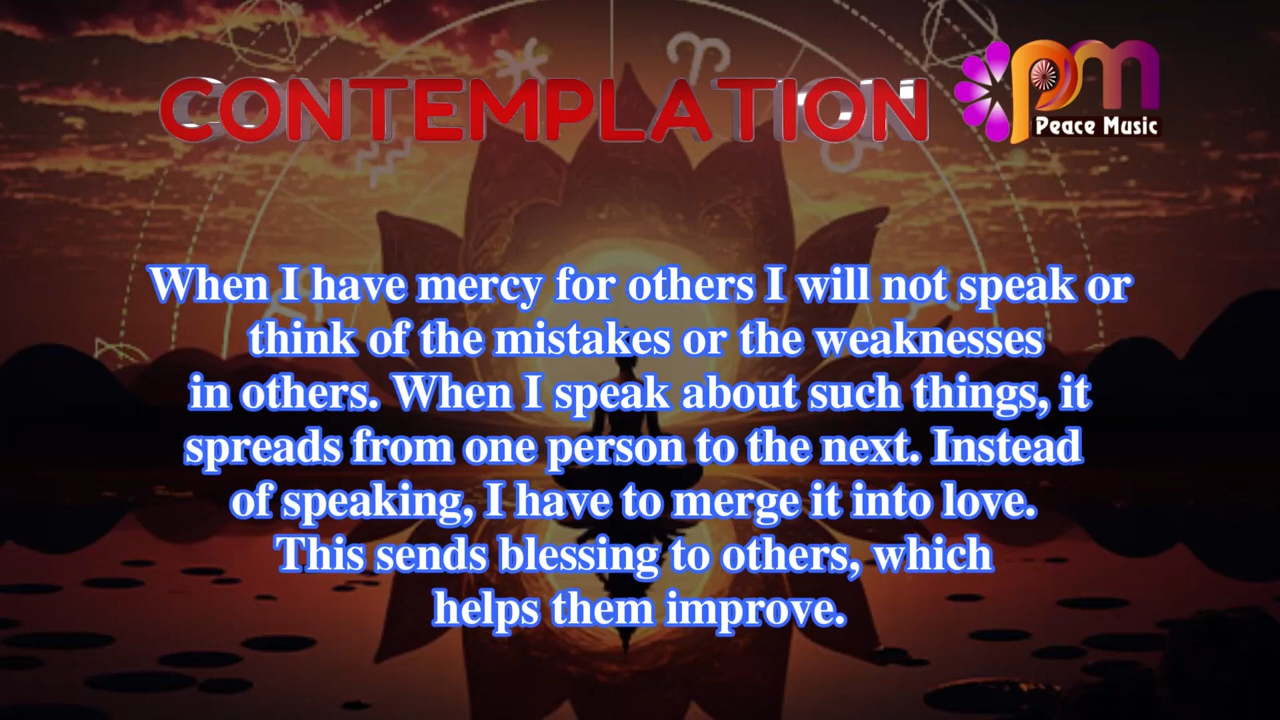 CONTEMPLATION
pm
Peace Music
When I have mercy for others I will not speak or
think of the mistakes or the weaknesses
in others. When I speak about such things, it
spreads from one person to the next. Instead
of speaking, I have to merge it into love.
This sends blessing to others, which
helps them improve.